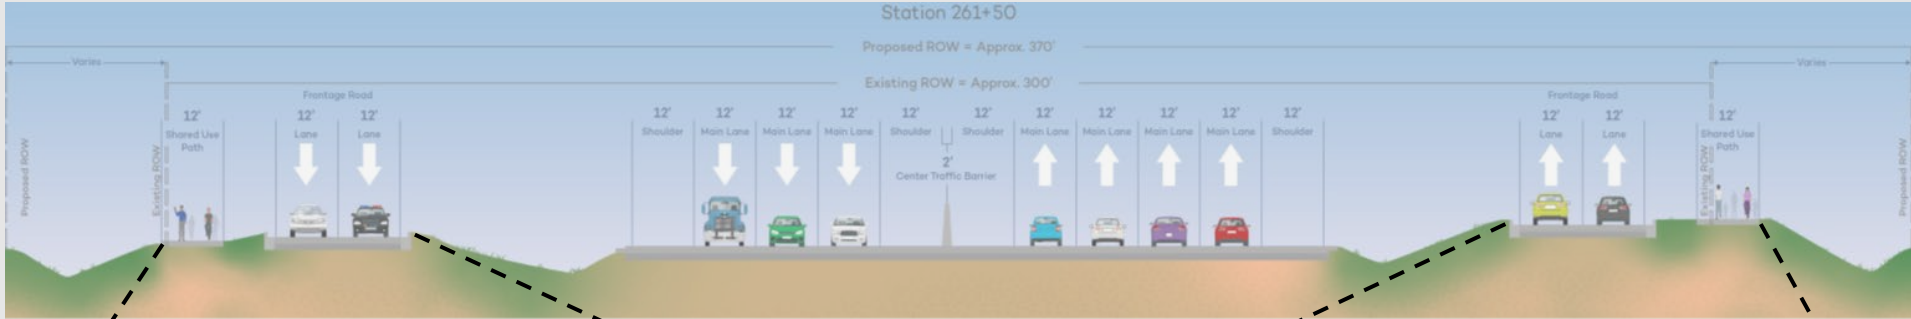 Station 261+50
Proposed ROW = Approx. 370'
Varies
Varies
Existing ROW = Approx. 300'
Frontage Road
Frontage Road
12'
Shared Use
Path
12'
Lane
12'
Lane
12'
Shoulder
12'
Main Lane
12'
Main Lane
12'
Main Lane
12'
Shoulder
12'
Shoulder
2'
Center Traffic Barrier
12'
Main Lane
12'
Main Lane
12'
Main Lane
12'
Main Lane
12'
Shoulder
12'
Lane
12'
Lane
12'
Shared Use
Path
Proposed ROW
Existing ROW
Existing ROW
Proposed ROW